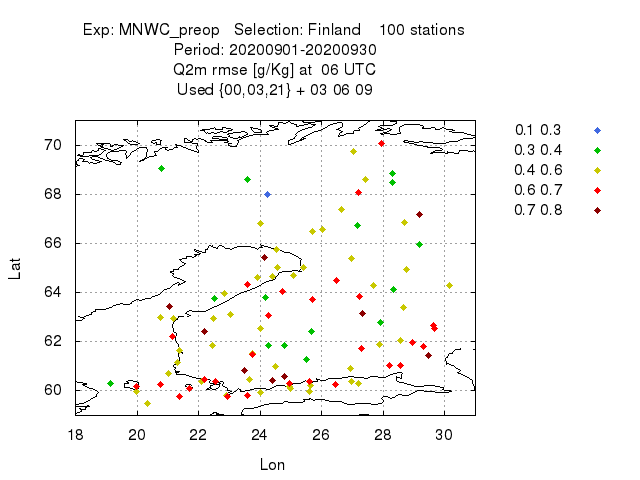 Exp: MNWC_preop Selection: Finland 100 stations
Period: 20200901-20200930
Q2m rmse [g/Kg] at 06 UTC
Used {00,03,21} + 03 06 09
0.1 0.3
0.3 0.4
0.4 0.6
0.6 0.7
0.7 0.8
70
68
66
64
62
60
Lat
18 20 22 24 26 28 30
Lon